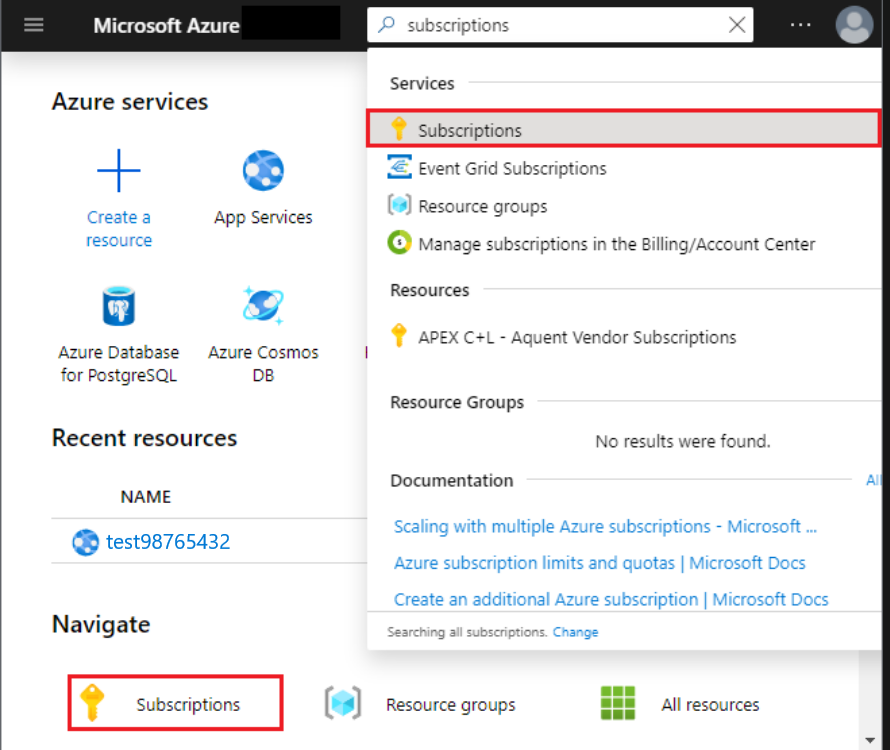 Microsoft Azure
subscriptions
Azure services
Create a
resource
App Services
Azure Database
for PostgreSQL
Azure Cosmos
DB
Recent resources
NAME
test98765432
Navigate
Subscriptions
Resource groups
All resources
Services
Subscriptions
Event Grid Subscriptions
Resource groups
Manage subscriptions in the Billing/Account Center
Resources
APEX C+L - Aquent Vendor Subscriptions
Resource Groups
No results were found.
Documentation
All
Scaling with multiple Azure subscriptions - Microsoft ...
Azure subscription limits and quotas | Microsoft Docs
Create an additional Azure subscription | Microsoft Docs
Searching all subscriptions. Change